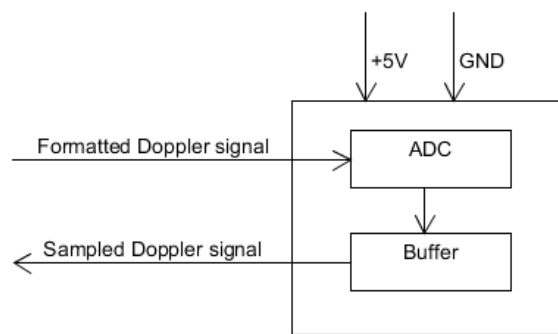 +5V
GND
Formatted Doppler signal
ADC
Sampled Doppler signal
Buffer